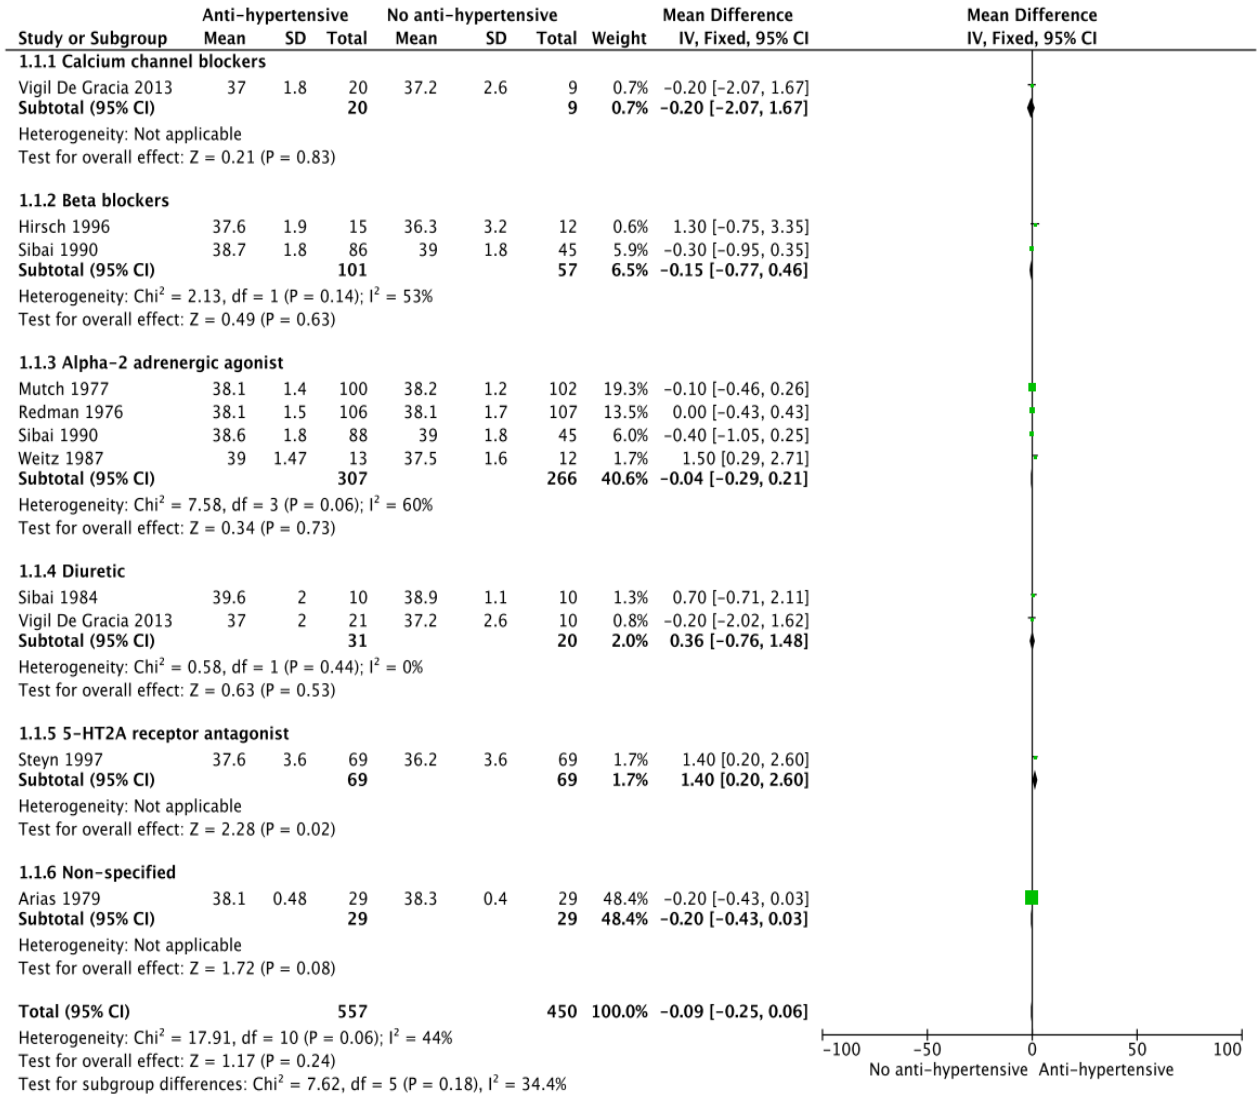 Anti-hypertensive No anti-hypertensive Mean Difference Mean Difference
Study or Subgroup Mean SD Total Mean SD Total Weight IV, Fixed, 95% CI IV, Fixed, 95% CI
1.1.1 Calcium channel blockers
Vigil De Gracia 2013 37 1.8 20 37.2 2.6 9 0.7% −0.20 [−2.07, 1.67]
Subtotal (95% CI) 20 9 0.7% −0.20 [−2.07, 1.67]
Heterogeneity: Not applicable
Test for overall effect: Z = 0.21 (P = 0.83)
1.1.2 Beta blockers
Hirsch 1996 37.6 1.9 15 36.3 3.2 12 0.6% 1.30 [−0.75, 3.35]
Sibai 1990 38.7 1.8 86 39 1.8 45 5.9% −0.30 [−0.95, 0.35]
Subtotal (95% CI) 101 57 6.5% −0.15 [−0.77, 0.46]
Heterogeneity: Chi² = 2.13, df = 1 (P = 0.14); I² = 53%
Test for overall effect: Z = 0.49 (P = 0.63)
1.1.3 Alpha−2 adrenergic agonist
Mutch 1977 38.1 1.4 100 38.2 1.2 102 19.3% −0.10 [−0.46, 0.26]
Redman 1976 38.1 1.5 106 38.1 1.7 107 13.5% 0.00 [−0.43, 0.43]
Sibai 1990 38.6 1.8 88 39 1.8 45 6.0% −0.40 [−1.05, 0.25]
Weitz 1987 39 1.47 13 37.5 1.6 12 1.7% 1.50 [0.29, 2.71]
Subtotal (95% CI) 307 266 40.6% −0.04 [−0.29, 0.21]
Heterogeneity: Chi² = 7.58, df = 3 (P = 0.06); I² = 60%
Test for overall effect: Z = 0.34 (P = 0.73)
1.1.4 Diuretic
Sibai 1984 39.6 2 10 38.9 1.1 10 1.3% 0.70 [−0.71, 2.11]
Vigil De Gracia 2013 37 2 21 37.2 2.6 10 0.8% −0.20 [−2.02, 1.62]
Subtotal (95% CI) 31 20 2.0% 0.36 [−0.76, 1.48]
Heterogeneity: Chi² = 0.58, df = 1 (P = 0.44); I² = 0%
Test for overall effect: Z = 0.63 (P = 0.53)
1.1.5 5−HT2A receptor antagonist
Steyn 1997 37.6 3.6 69 36.2 3.6 69 1.7% 1.40 [0.20, 2.60]
Subtotal (95% CI) 69 69 1.7% 1.40 [0.20, 2.60]
Heterogeneity: Not applicable
Test for overall effect: Z = 2.28 (P = 0.02)
1.1.6 Non−specified
Arias 1979 38.1 0.48 29 38.3 0.4 29 48.4% −0.20 [−0.43, 0.03]
Subtotal (95% CI) 29 29 48.4% −0.20 [−0.43, 0.03]
Heterogeneity: Not applicable
Test for overall effect: Z = 1.72 (P = 0.08)
Total (95% CI) 557 450 100.0% −0.09 [−0.25, 0.06]
Heterogeneity: Chi² = 17.91, df = 10 (P = 0.06); I² = 44%
Test for overall effect: Z = 1.17 (P = 0.24)
Test for subgroup differences: Chi² = 7.62, df = 5 (P = 0.18), I² = 34.4%
−100 −50 0 50 100
No anti-hypertensive Anti-hypertensive